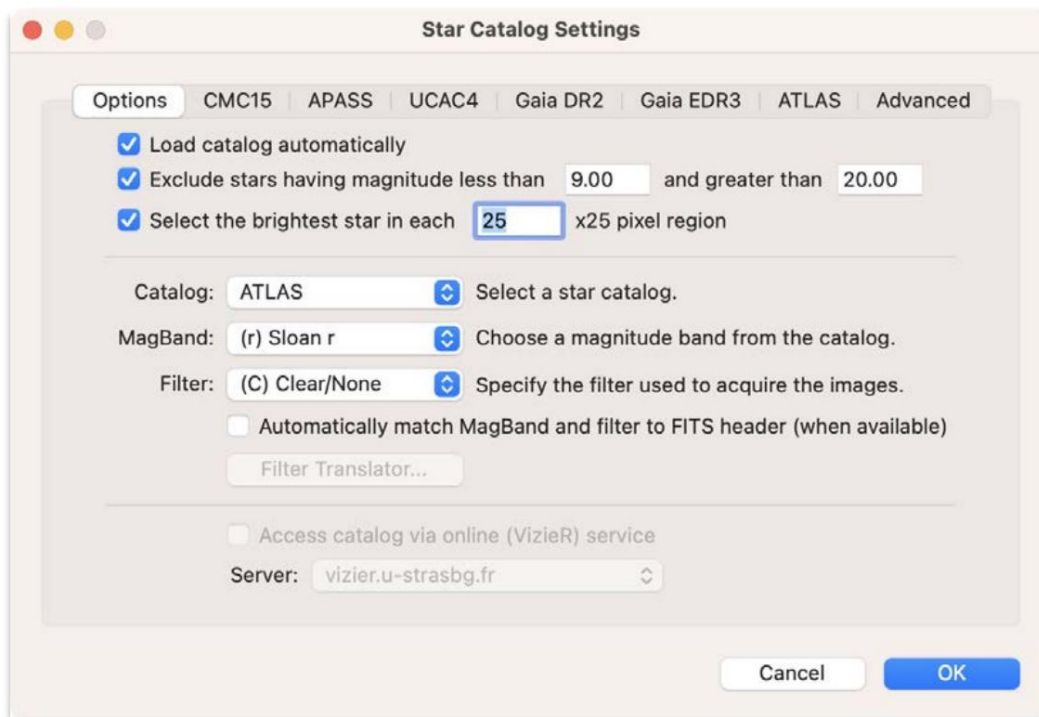 Star Catalog Settings
Options CMC15 APASS UCAC4 Gaia DR2 Gaia EDR3 ATLAS Advanced
Load catalog automatically
Exclude stars having magnitude less than 9.00 and greater than 20.00
Select the brightest star in each 25 x25 pixel region
Catalog: ATLAS Select a star catalog.
MagBand: (r) Sloan r Choose a magnitude band from the catalog.
Filter: (C) Clear/None Specify the filter used to acquire the images.
Automatically match MagBand and filter to FITS header (when available)
Filter Translator...
Access catalog via online (VizieR) service
Server: vizier.u-strasbg.fr
Cancel OK